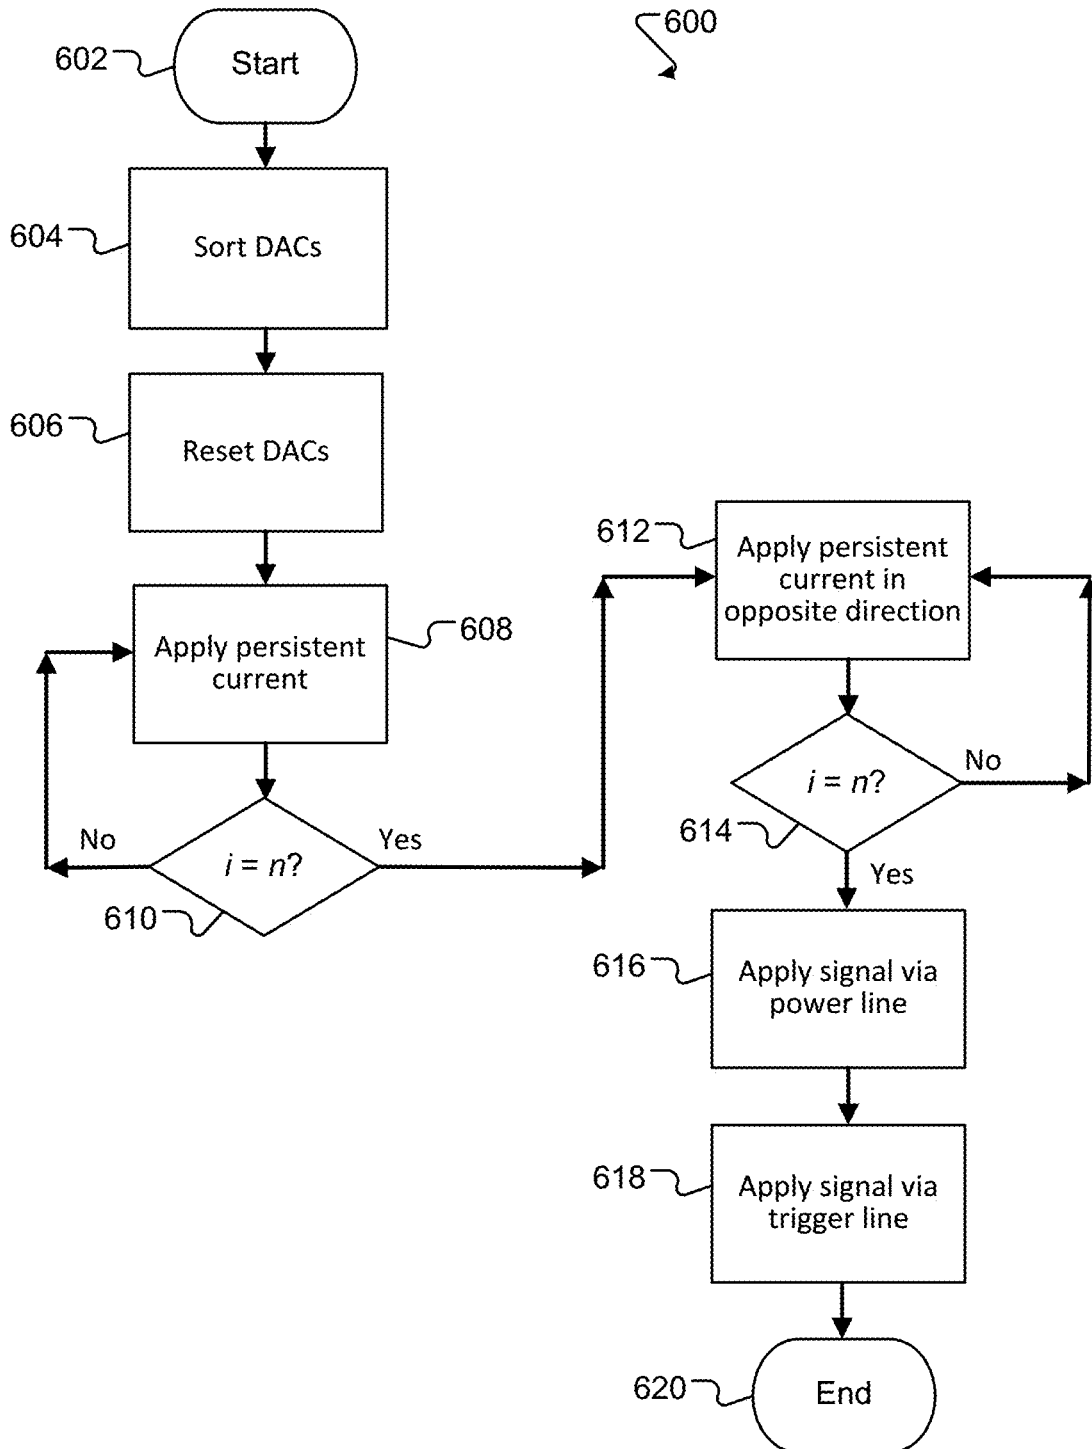 600
602
Start
604
Sort DACs
606
Reset DACs
608
Apply persistent
current
No
Yes
i = n?
610
612
Apply persistent
current in
opposite direction
i = n?
No
614
Yes
616
Apply signal via
power line
618
Apply signal via
trigger line
620
End